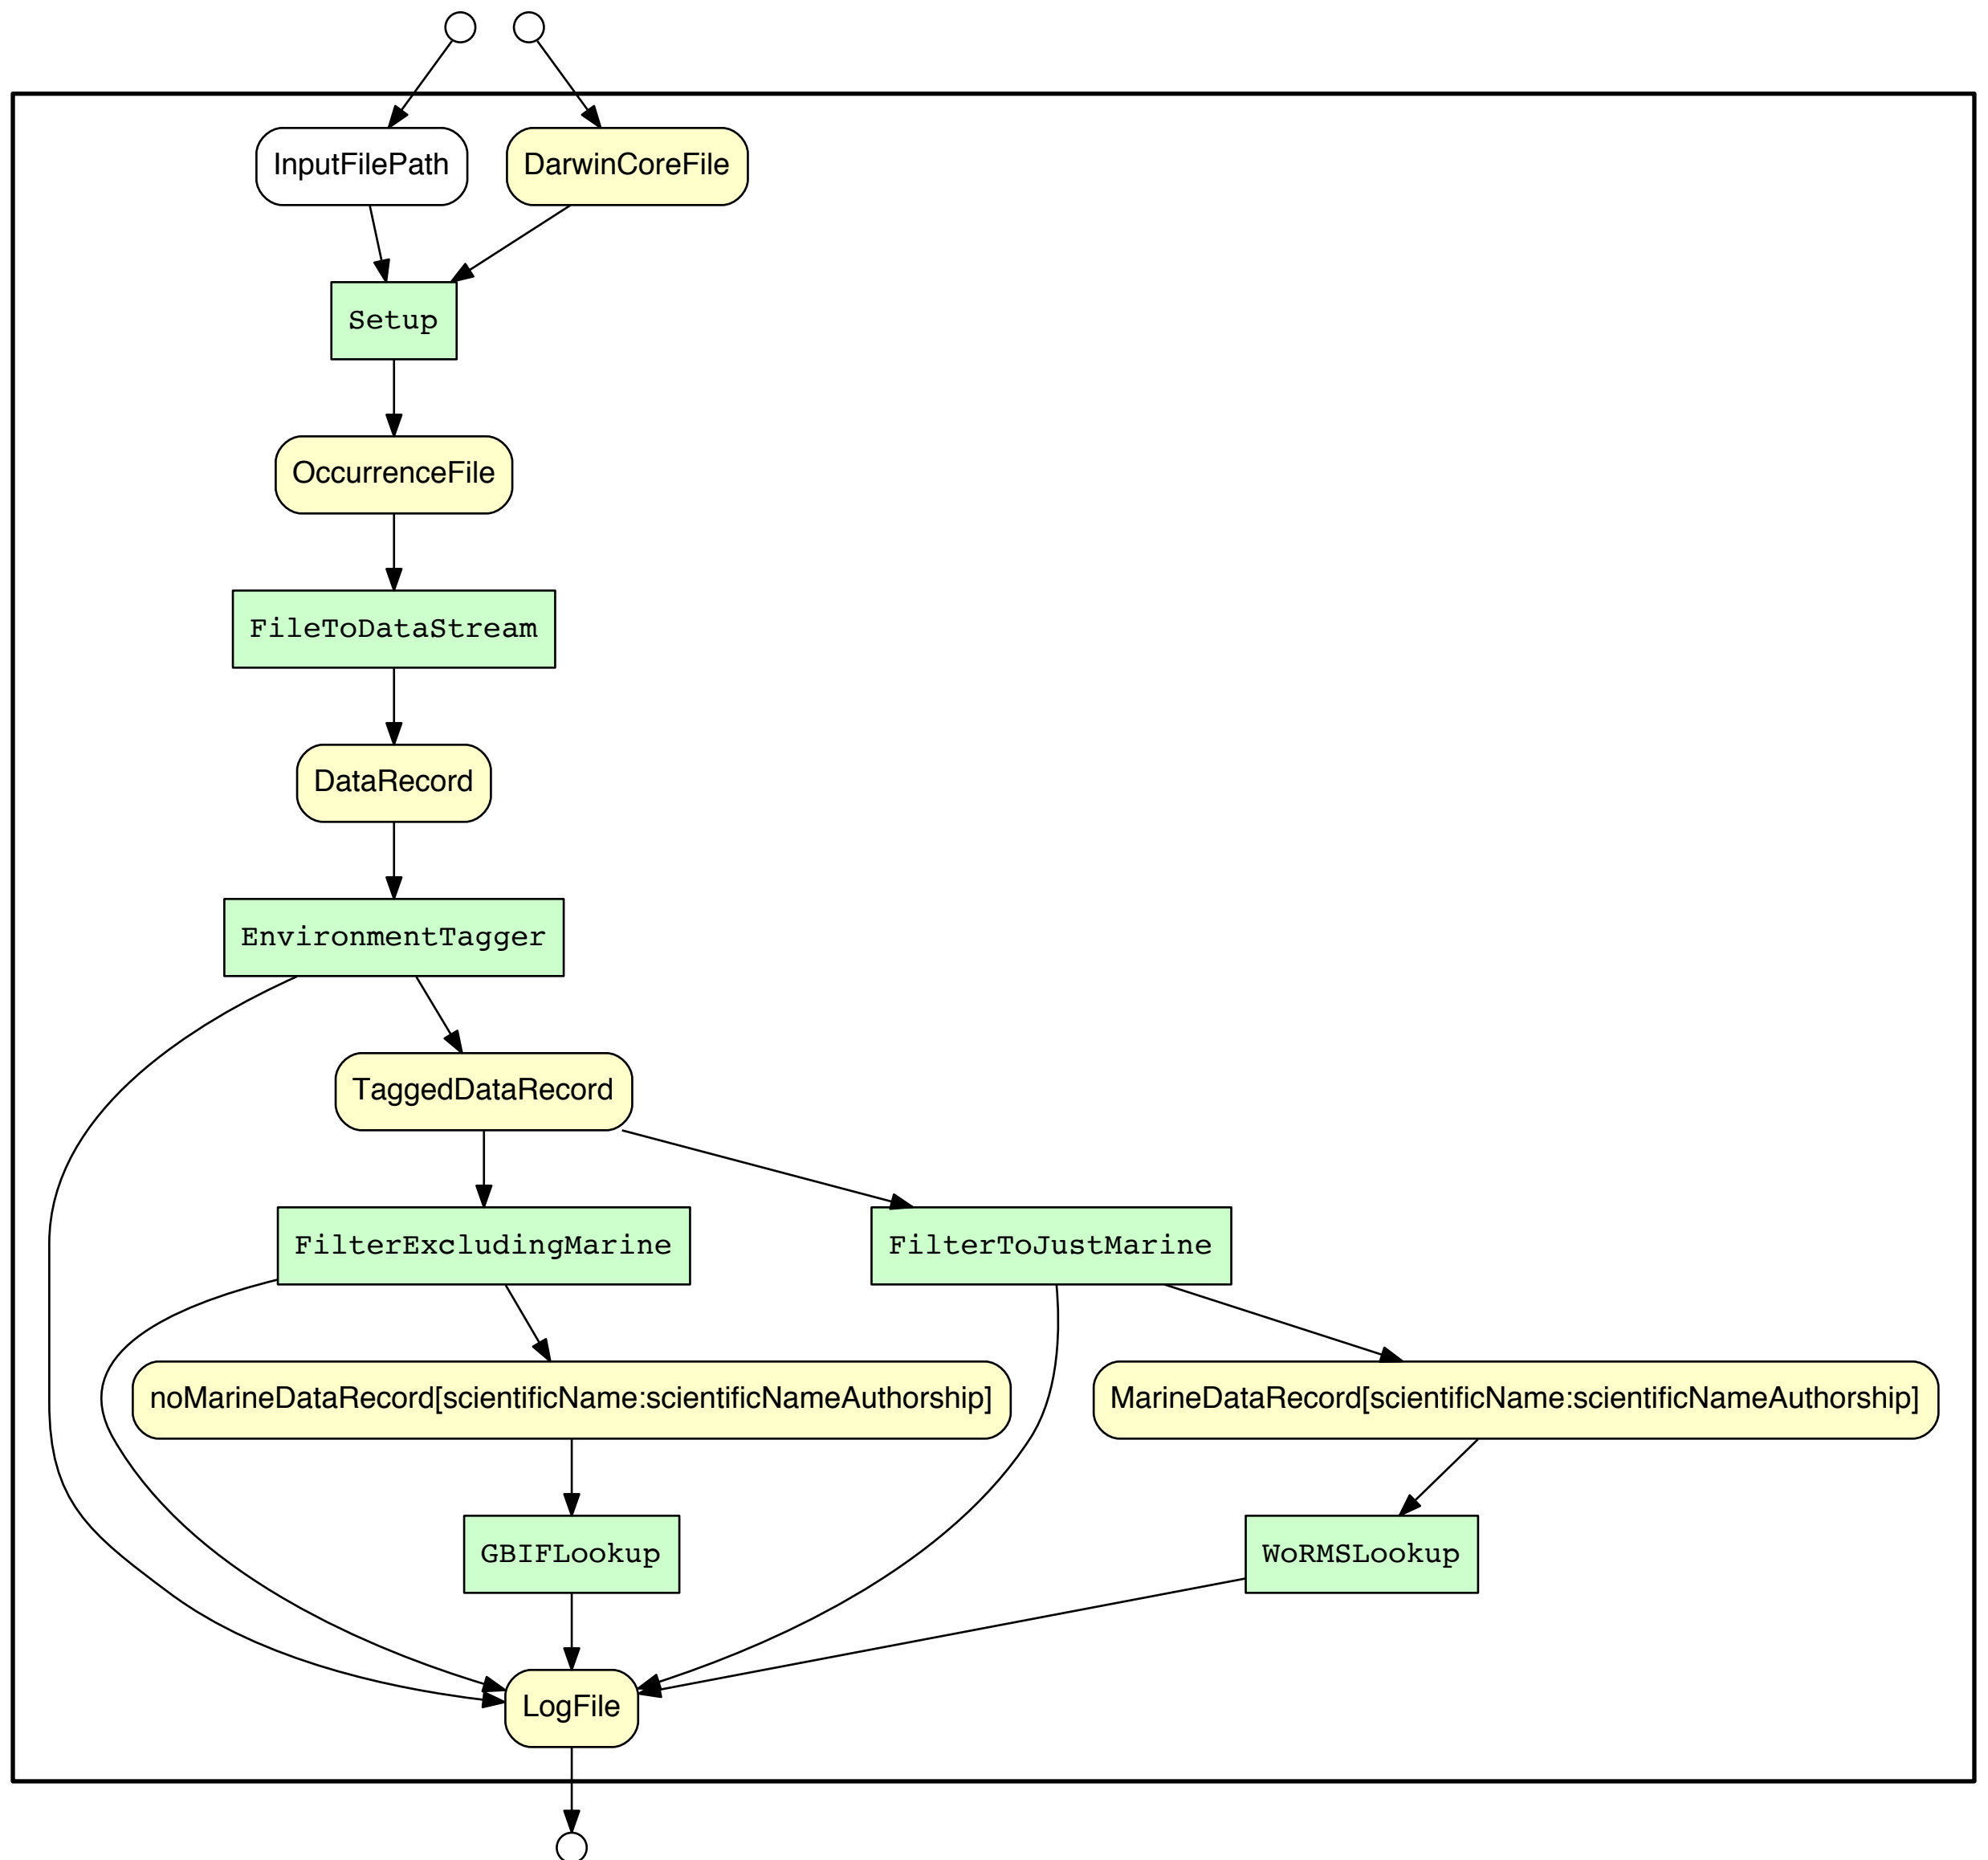 InputFilePath
DarwinCoreFile
Setup
OccurrenceFile
FileToDataStream
DataRecord
EnvironmentTagger
TaggedDataRecord
FilterExcludingMarine
FilterToJustMarine
noMarineDataRecord[scientificName:scientificNameAuthorship]
MarineDataRecord[scientificName:scientificNameAuthorship]
GBIFLookup
WoRMSLookup
LogFile